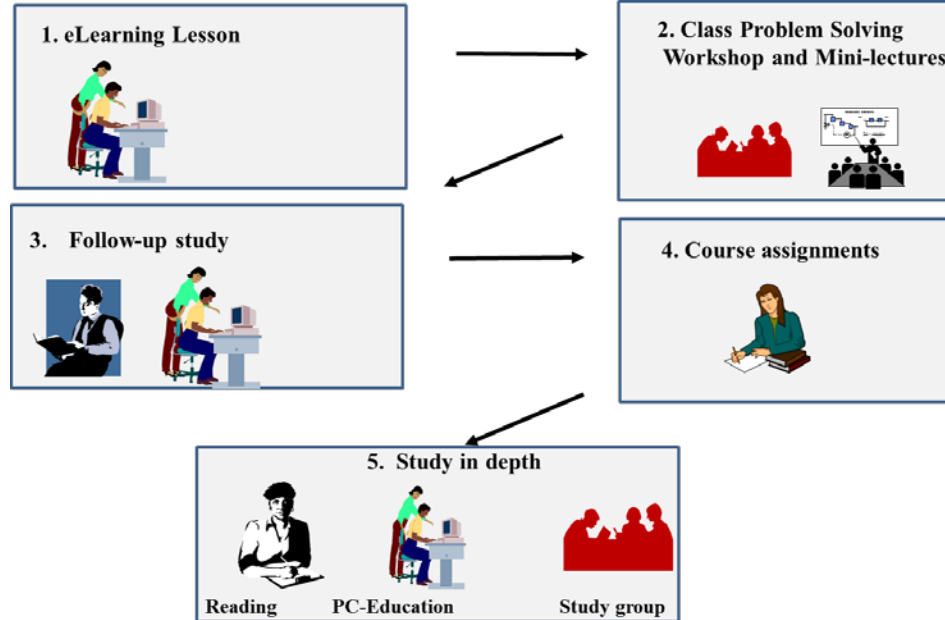 1. eLearning Lesson
2. Class Problem Solving
Workshop and Mini-lectures
3. Follow-up study
4. Course assignments
5. Study in depth
Reading
PC-Education
Study group